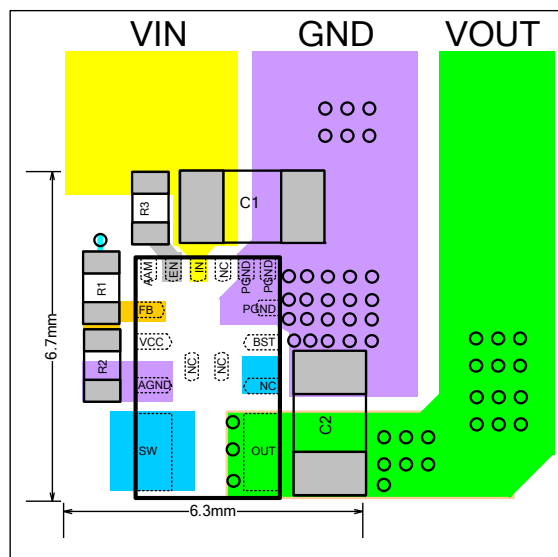 VIN GND VOUT
R3
C1
AAM EN IN NC PGND PGND
R1
FB PGND
VCC BST
R2
NC NC
AGND NC
C2
SW OUT
6.7mm
6.3mm